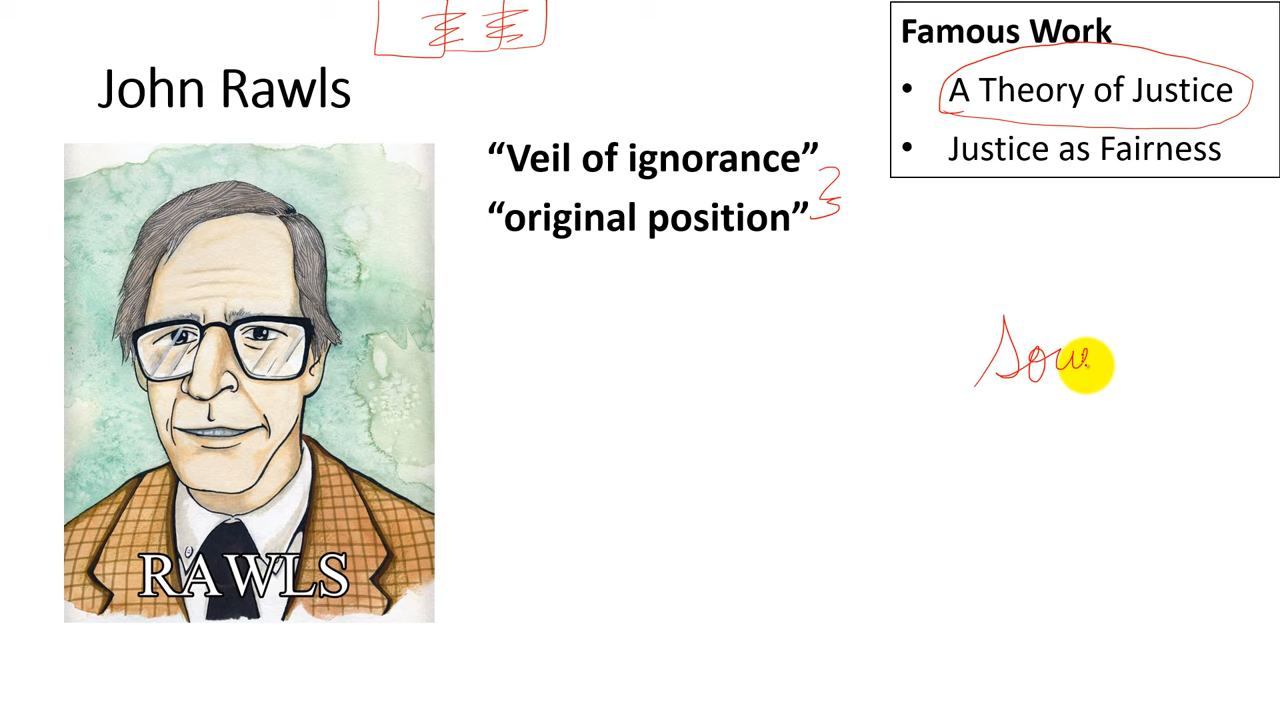 John Rawls
Famous Work
• A Theory of Justice
• Justice as Fairness
“Veil of ignorance”
“original position”
RAWLS